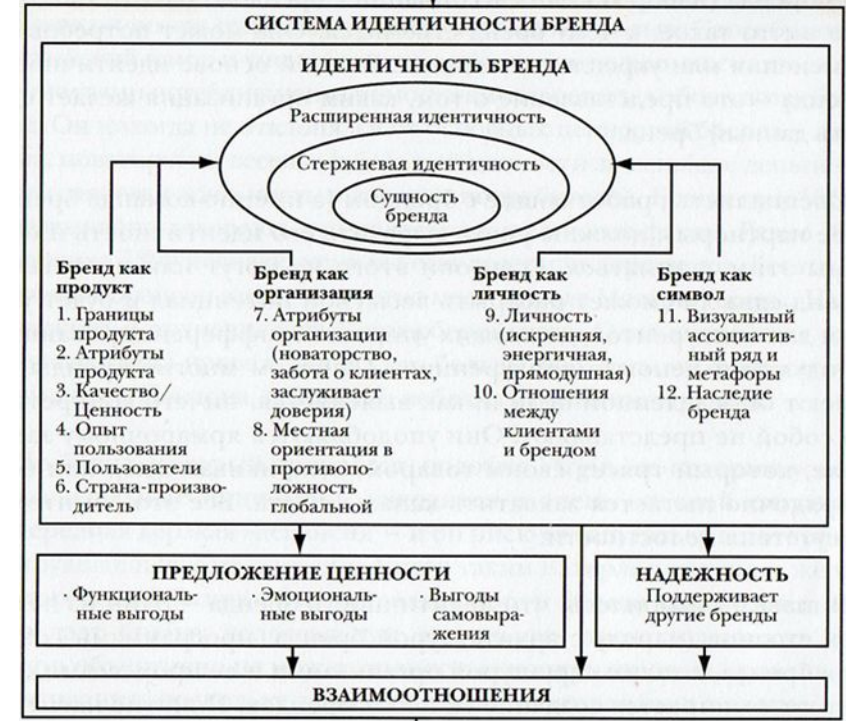 СИСТЕМА ИДЕНТИЧНОСТИ БРЕНДА
ИДЕНТИЧНОСТЬ БРЕНДА
Расширенная идентичность
Стержневая идентичность
Сущность
бренда
Бренд как
продукт
1. Границы
продукта
2. Атрибуты
продукта
3. Качество/
Ценность
4. Опыт
пользования
5. Пользователи
6. Страна-произво-
дитель
Бренд как
организация
7. Атрибуты
организации
(новаторство,
забота о клиентах,
заслуживает
доверия)
8. Местная
ориентация в
противопо-
ложность
глобальной
Бренд как
личность
9. Личность
(искренняя,
энергичная,
прямодушная)
10. Отношения
между
клиентами
и брендом
Бренд как
символ
11. Визуальный
ассоциатив-
ный ряд и
метафоры
12. Наследие
бренда
ПРЕДЛОЖЕНИЕ ЦЕННОСТИ
· Функциональ-
ные выгоды
· Эмоциональ-
ные выгоды
· Выгоды
самовыра-
жения
НАДЕЖНОСТЬ
Поддерживает
другие бренды
ВЗАИМООТНОШЕНИЯ